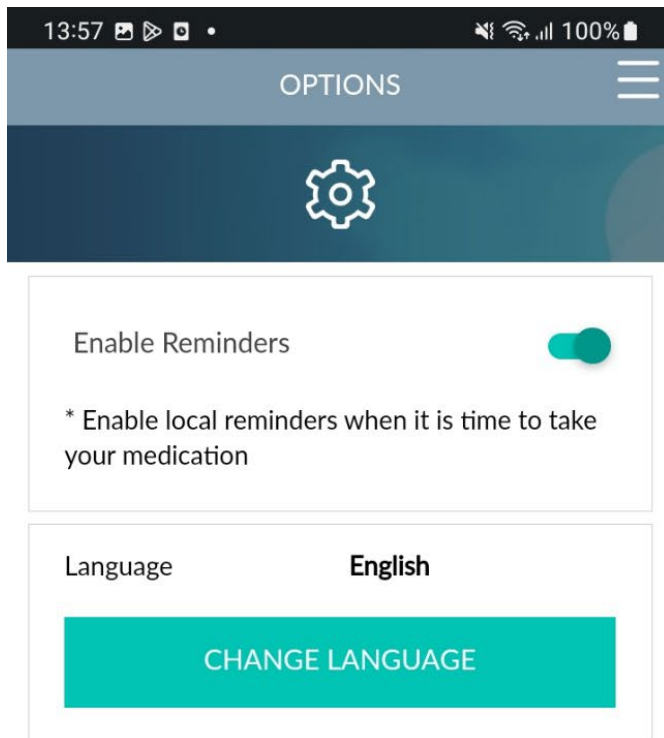 13:57
100%
OPTIONS
Enable Reminders
* Enable local reminders when it is time to take
your medication
Language English
CHANGE LANGUAGE